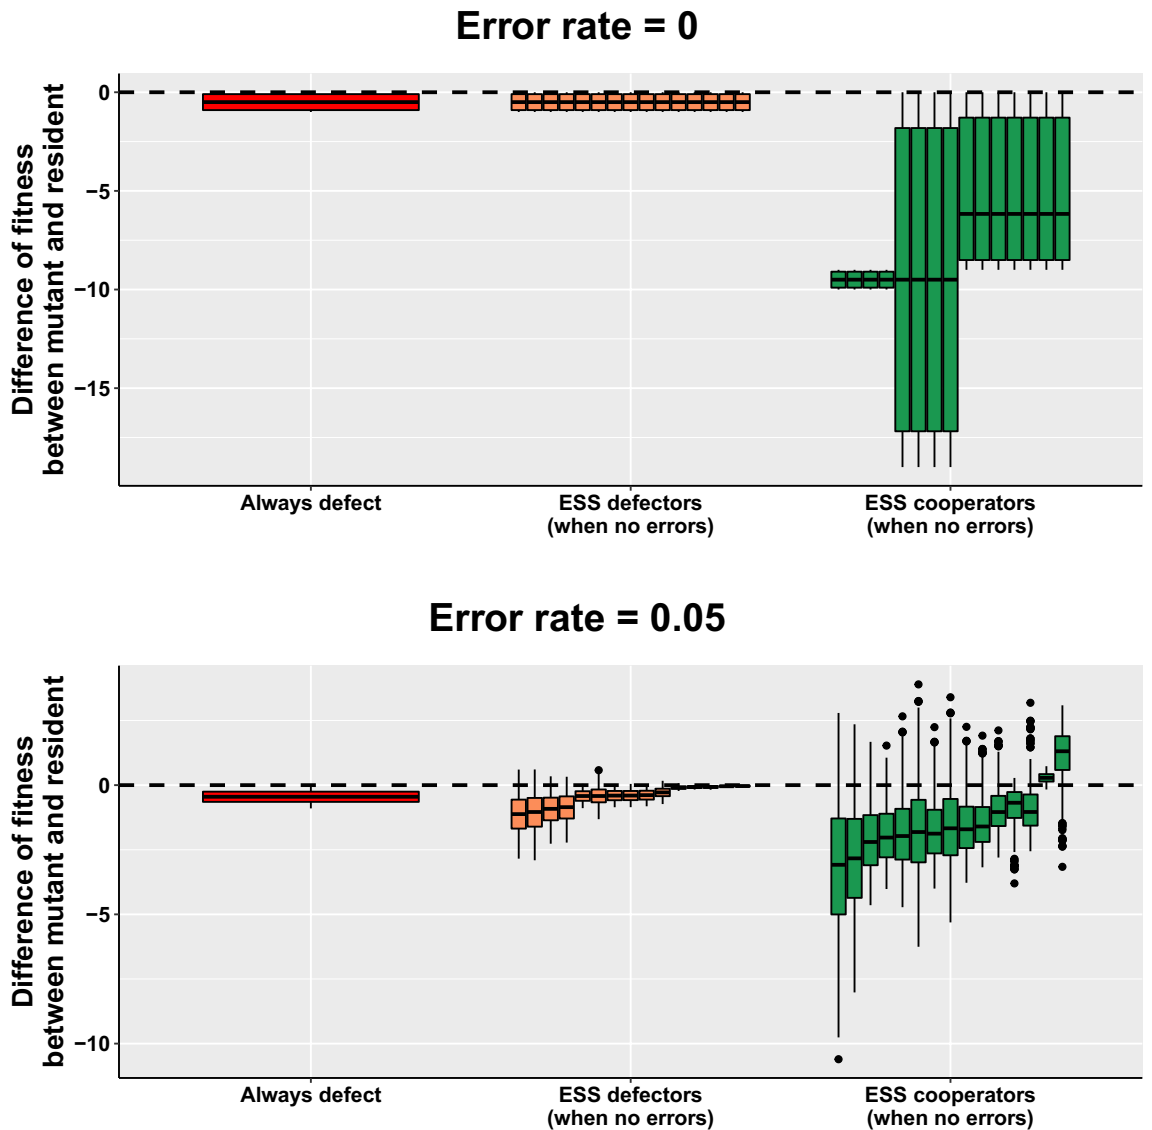 Error rate = 0
Difference of fitness
between mutant and resident
0
−5
−10
−15
Always defect
ESS defectors
(when no errors)
ESS cooperators
(when no errors)
Error rate = 0.05
Difference of fitness
between mutant and resident
0
−5
−10
Always defect
ESS defectors
(when no errors)
ESS cooperators
(when no errors)